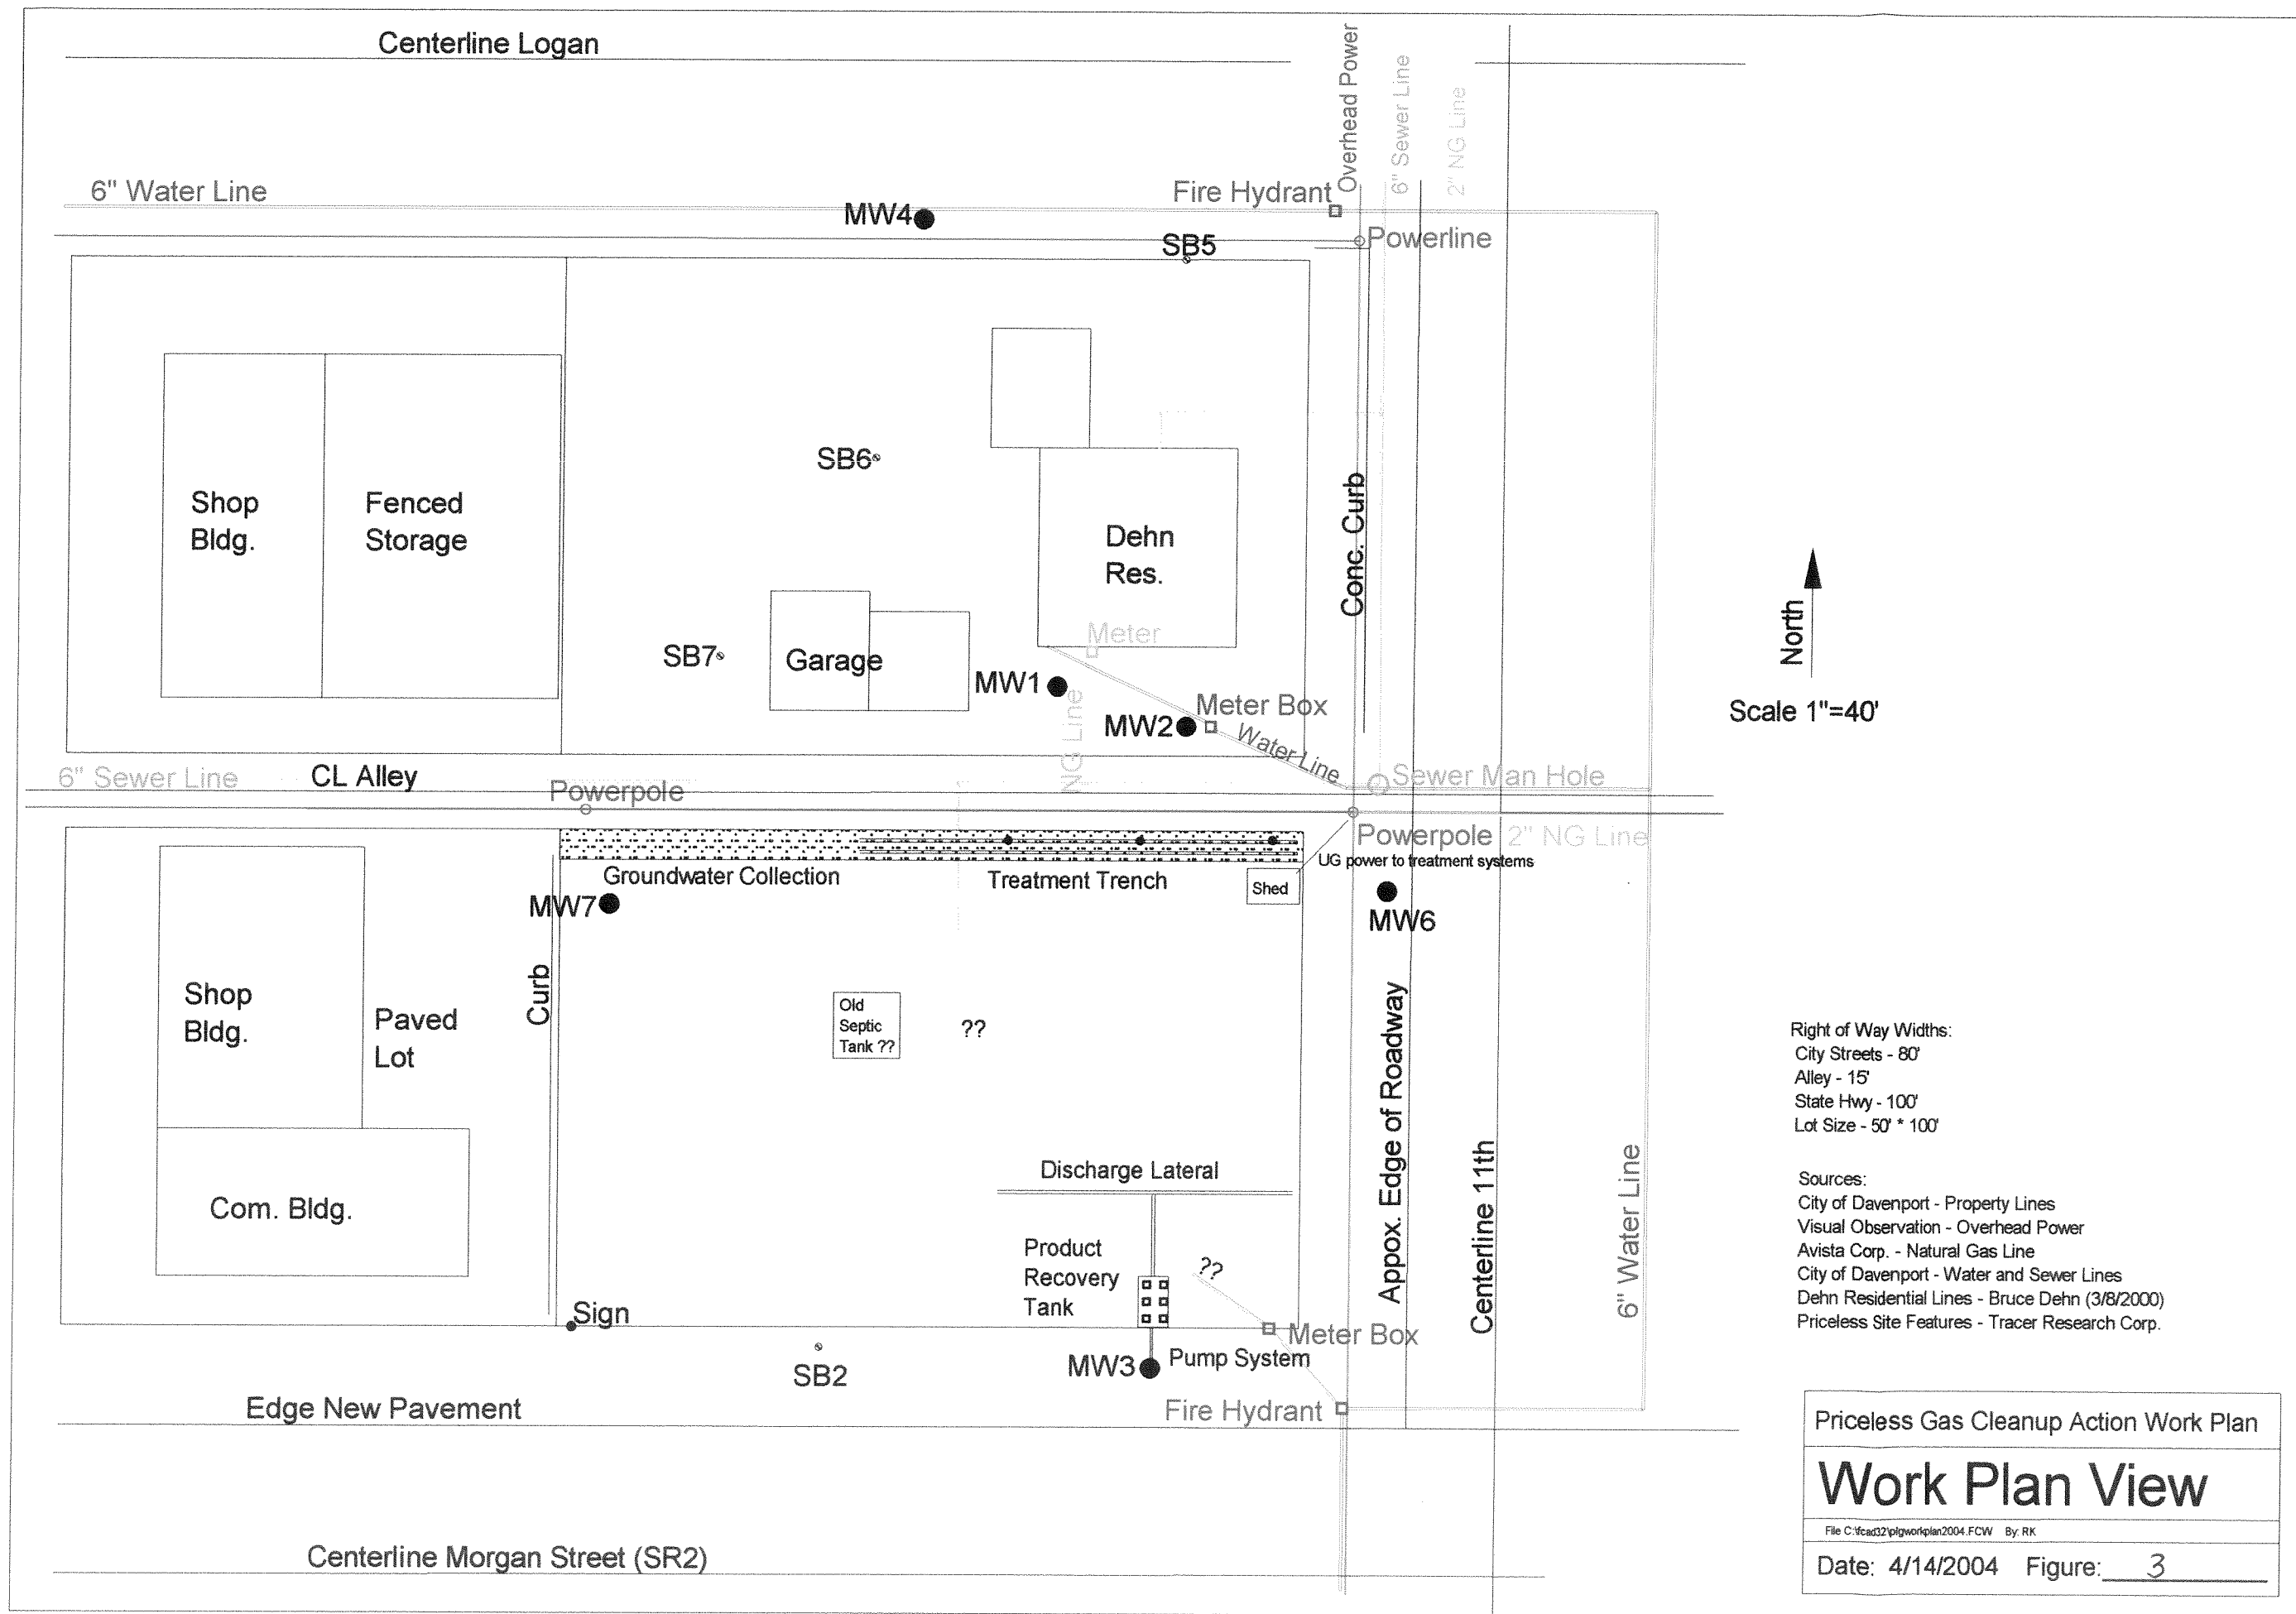 Centerline Logan
Overhead Power
6" Sewer Line
2" NG Line
6" Water Line
Fire Hydrant
MW4
SB5
Powerline
SB6
Shop
Bldg.
Fenced
Storage
Dehn
Res.
Conc. Curb
Meter
SB7
Garage
MW1
NG Line
Meter Box
MW2
Water Line
North
Scale 1"=40'
6" Sewer Line
CL Alley
Powerpole
Sewer Man Hole
Powerpole
2" NG Line
UG power to treatment systems
Groundwater Collection
Treatment Trench
Shed
MW7
MW6
Curb
Shop
Bldg.
Paved
Lot
Old
Septic
Tank ??
??
Appox. Edge of Roadway
Centerline 11th
6" Water Line
Right of Way Widths:
City Streets - 80'
Alley - 15'
State Hwy - 100'
Lot Size - 50' * 100'
Sources:
City of Davenport - Property Lines
Visual Observation - Overhead Power
Avista Corp. - Natural Gas Line
City of Davenport - Water and Sewer Lines
Dehn Residential Lines - Bruce Dehn (3/8/2000)
Priceless Site Features - Tracer Research Corp.
Com. Bldg.
Discharge Lateral
Product
Recovery
Tank
??
Sign
Meter Box
SB2
MW3
Pump System
Edge New Pavement
Fire Hydrant
Centerline Morgan Street (SR2)
Priceless Gas Cleanup Action Work Plan
Work Plan View
File C:\fcad32\plgworkplan2004.FCW By: RK
Date: 4/14/2004 Figure: 3